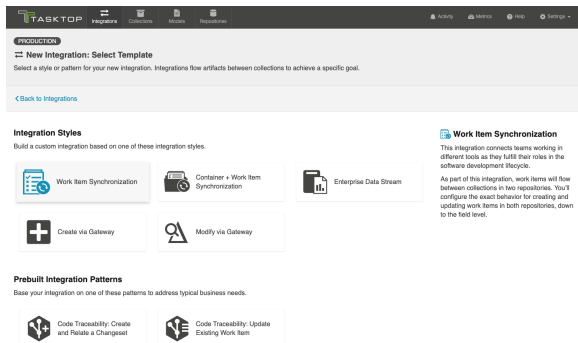 TASKTOP
Integrations
Collections
Models
Repositories
Activity
Metrics
Help
Settings
PRODUCTION
New Integration: Select Template
Select a style or pattern for your new integration. Integrations flow artifacts between collections to achieve a specific goal.
Back to Integrations
Integration Styles
Build a custom integration based on one of these integration styles.
Work Item Synchronization
Container + Work Item
Synchronization
Enterprise Data Stream
Create via Gateway
Modify via Gateway
Prebuilt Integration Patterns
Base your integration on one of these patterns to address typical business needs.
Code Traceability: Create
and Relate a Changeset
Code Traceability: Update
Existing Work Item
Work Item Synchronization
This integration connects teams working in
different tools as they fulfill their roles in the
software development lifecycle.
As part of this integration, work items will flow
between collections in two repositories. You'll
configure the exact behavior for creating and
updating work items in both repositories, down
to the field level.